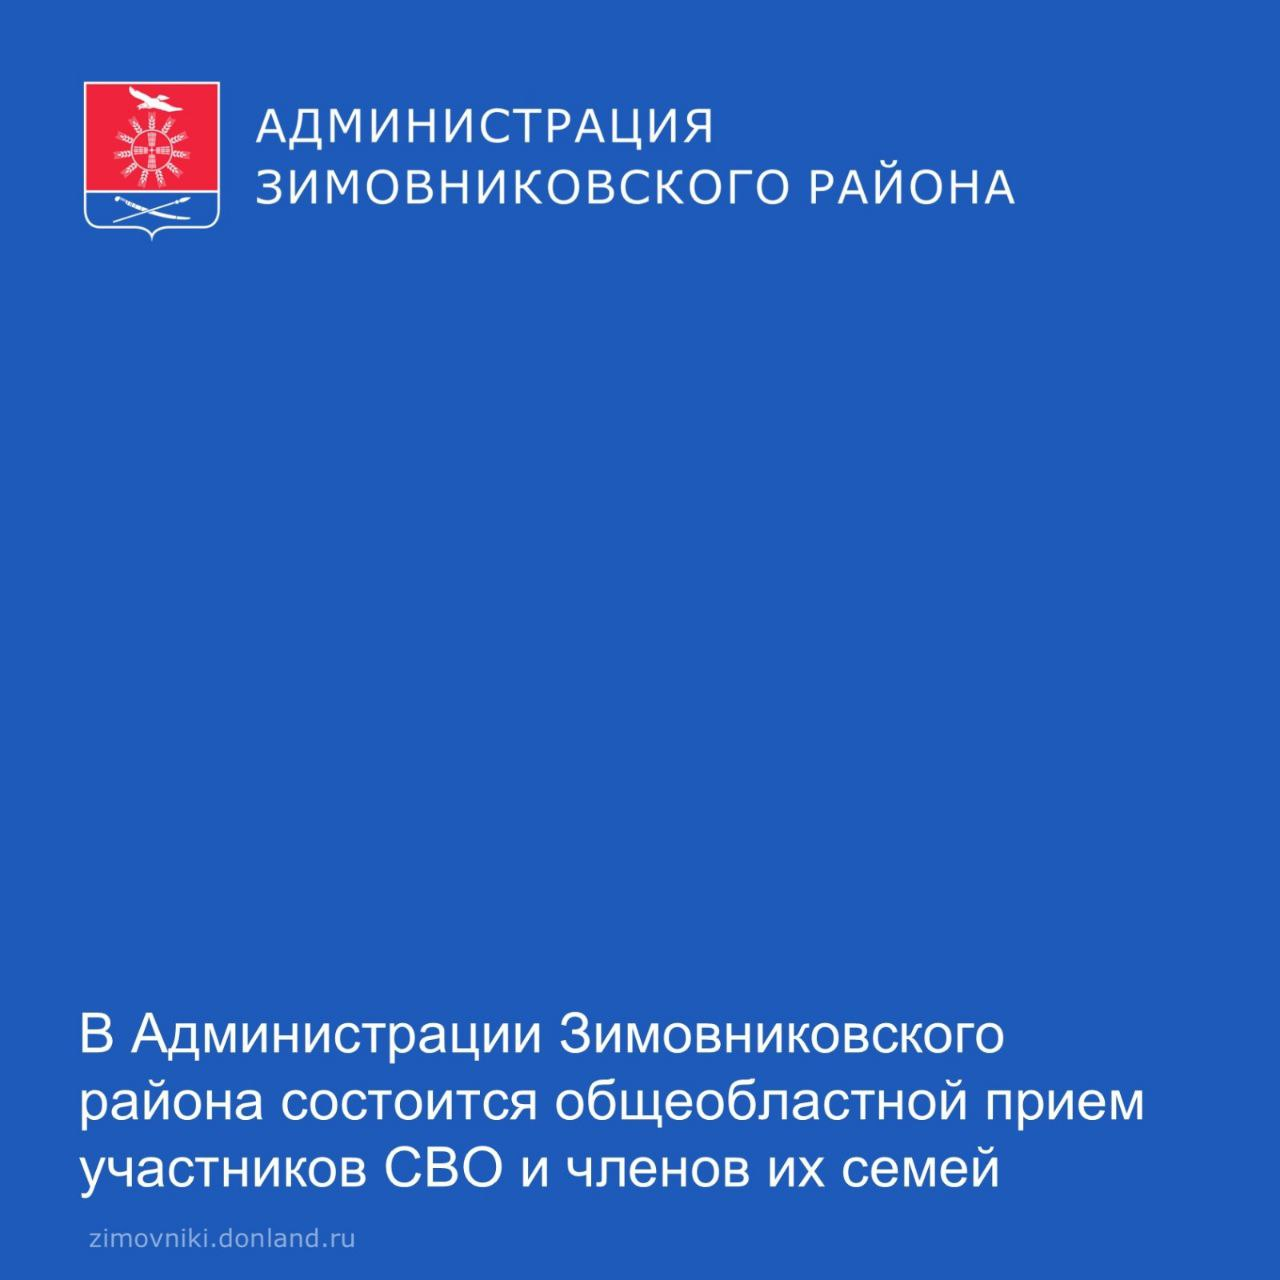 АДМИНИСТРАЦИЯ
ЗИМОВНИКОВСКОГО РАЙОНА
В Администрации Зимовниковского
района состоится общеобластной прием
участников СВО и членов их семей
zimovniki.donland.ru